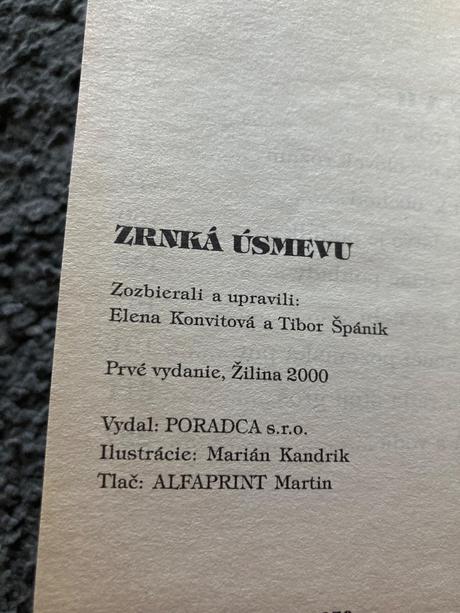 ZRNKÁ ÚSMEVU
Zozbierali a upravili:
Elena Konvitová a Tibor Špánik
Prvé vydanie, Žilina 2000
Vydal: PORADCA s.r.o.
Ilustrácie: Marián Kandrik
Tlač: ALFAPRINT Martin